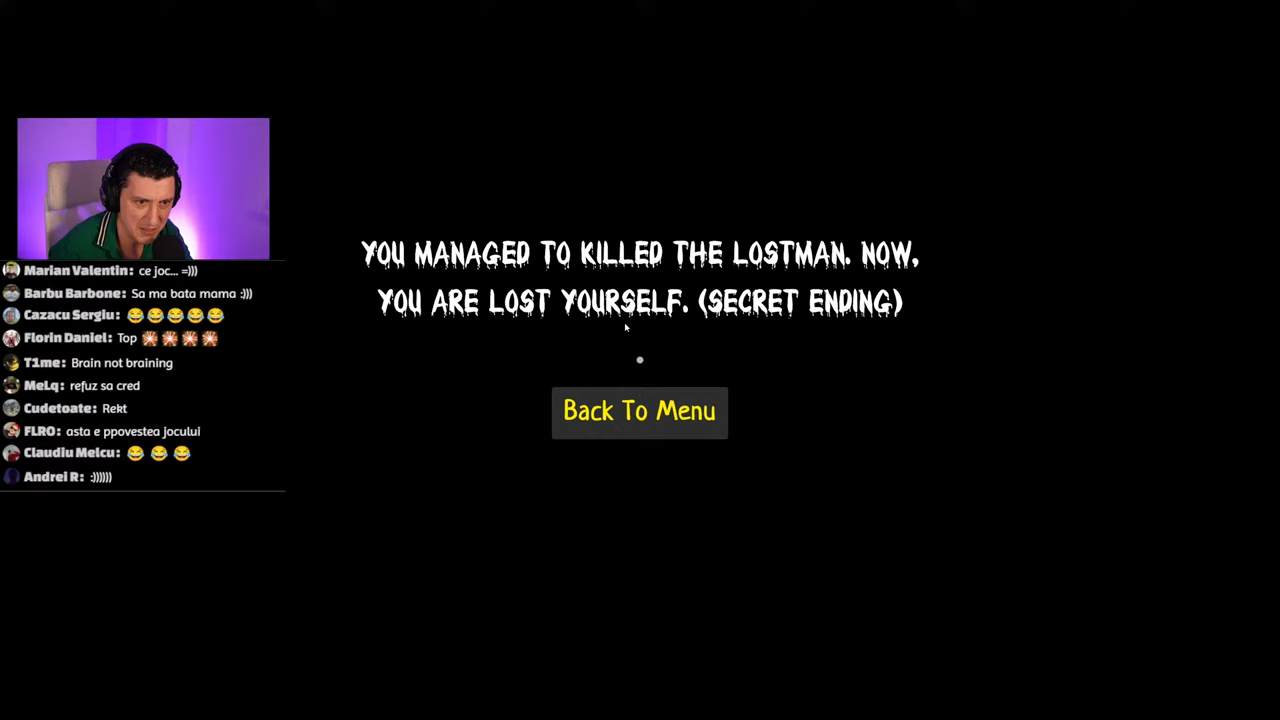 YOU MANAGED TO KILLED THE LOSTMAN. NOW,
YOU ARE LOST YOURSELF. (SECRET ENDING)
Back To Menu
Marian Valentin: ce joc... =)))
Barbu Barbone: Sa ma bata mama :)))
Cazacu Sergiu: 😂😂😂😂😂
Florin Daniel: Top 🎇🎇🎇🎇
T1me: Brain not braining
MeLq: refuz sa cred
Cudetoate: Rekt
FLRO: asta e ppovestea jocului
Claudiu Melcu: 😂 😂 😂
Andrei R: :))))))